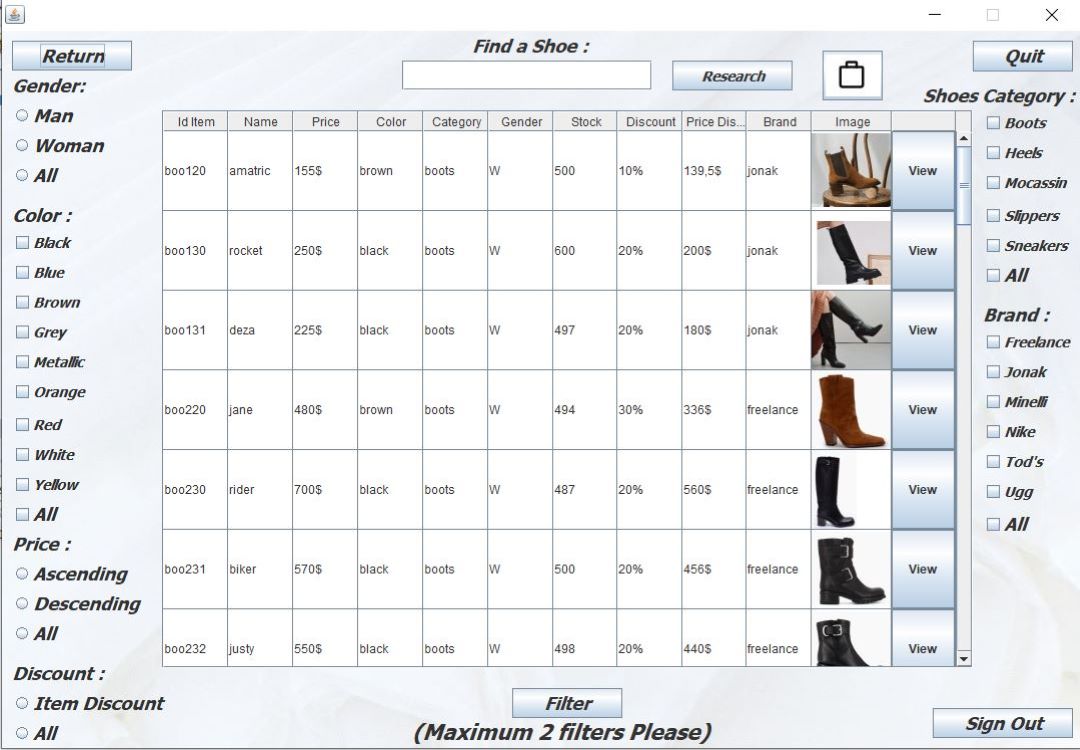 Return
Find a Shoe :
Research
Quit
Gender:
Man
Woman
All
Color :
Black
Blue
Brown
Grey
Metallic
Orange
Red
White
Yellow
All
Price :
Ascending
Descending
All
Discount :
Item Discount
All
Id Item Name Price Color Category Gender Stock Discount Price Dis... Brand Image
boo120 amatric 155$ brown boots W 500 10% 139,5$ jonak View
boo130 rocket 250$ black boots W 600 20% 200$ jonak View
boo131 deza 225$ black boots W 497 20% 180$ jonak View
boo220 jane 480$ brown boots W 494 30% 336$ freelance View
boo230 rider 700$ black boots W 487 20% 560$ freelance View
boo231 biker 570$ black boots W 500 20% 456$ freelance View
boo232 justy 550$ black boots W 498 20% 440$ freelance View
Shoes Category :
Boots
Heels
Mocassin
Slippers
Sneakers
All
Brand :
Freelance
Jonak
Minelli
Nike
Tod's
Ugg
All
Filter
(Maximum 2 filters Please)
Sign Out